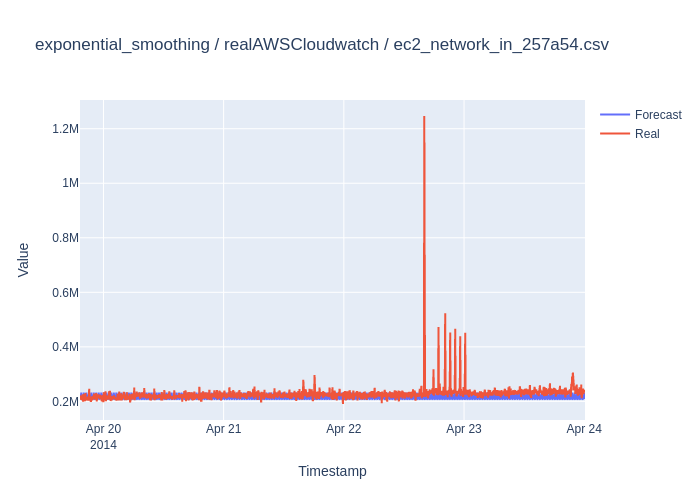 exponential_smoothing / realAWSCloudwatch / ec2_network_in_257a54.csv
Forecast
Real
1.2M
1M
0.8M
0.6M
0.4M
0.2M
Value
Apr 20
2014
Apr 21
Apr 22
Apr 23
Apr 24
Timestamp